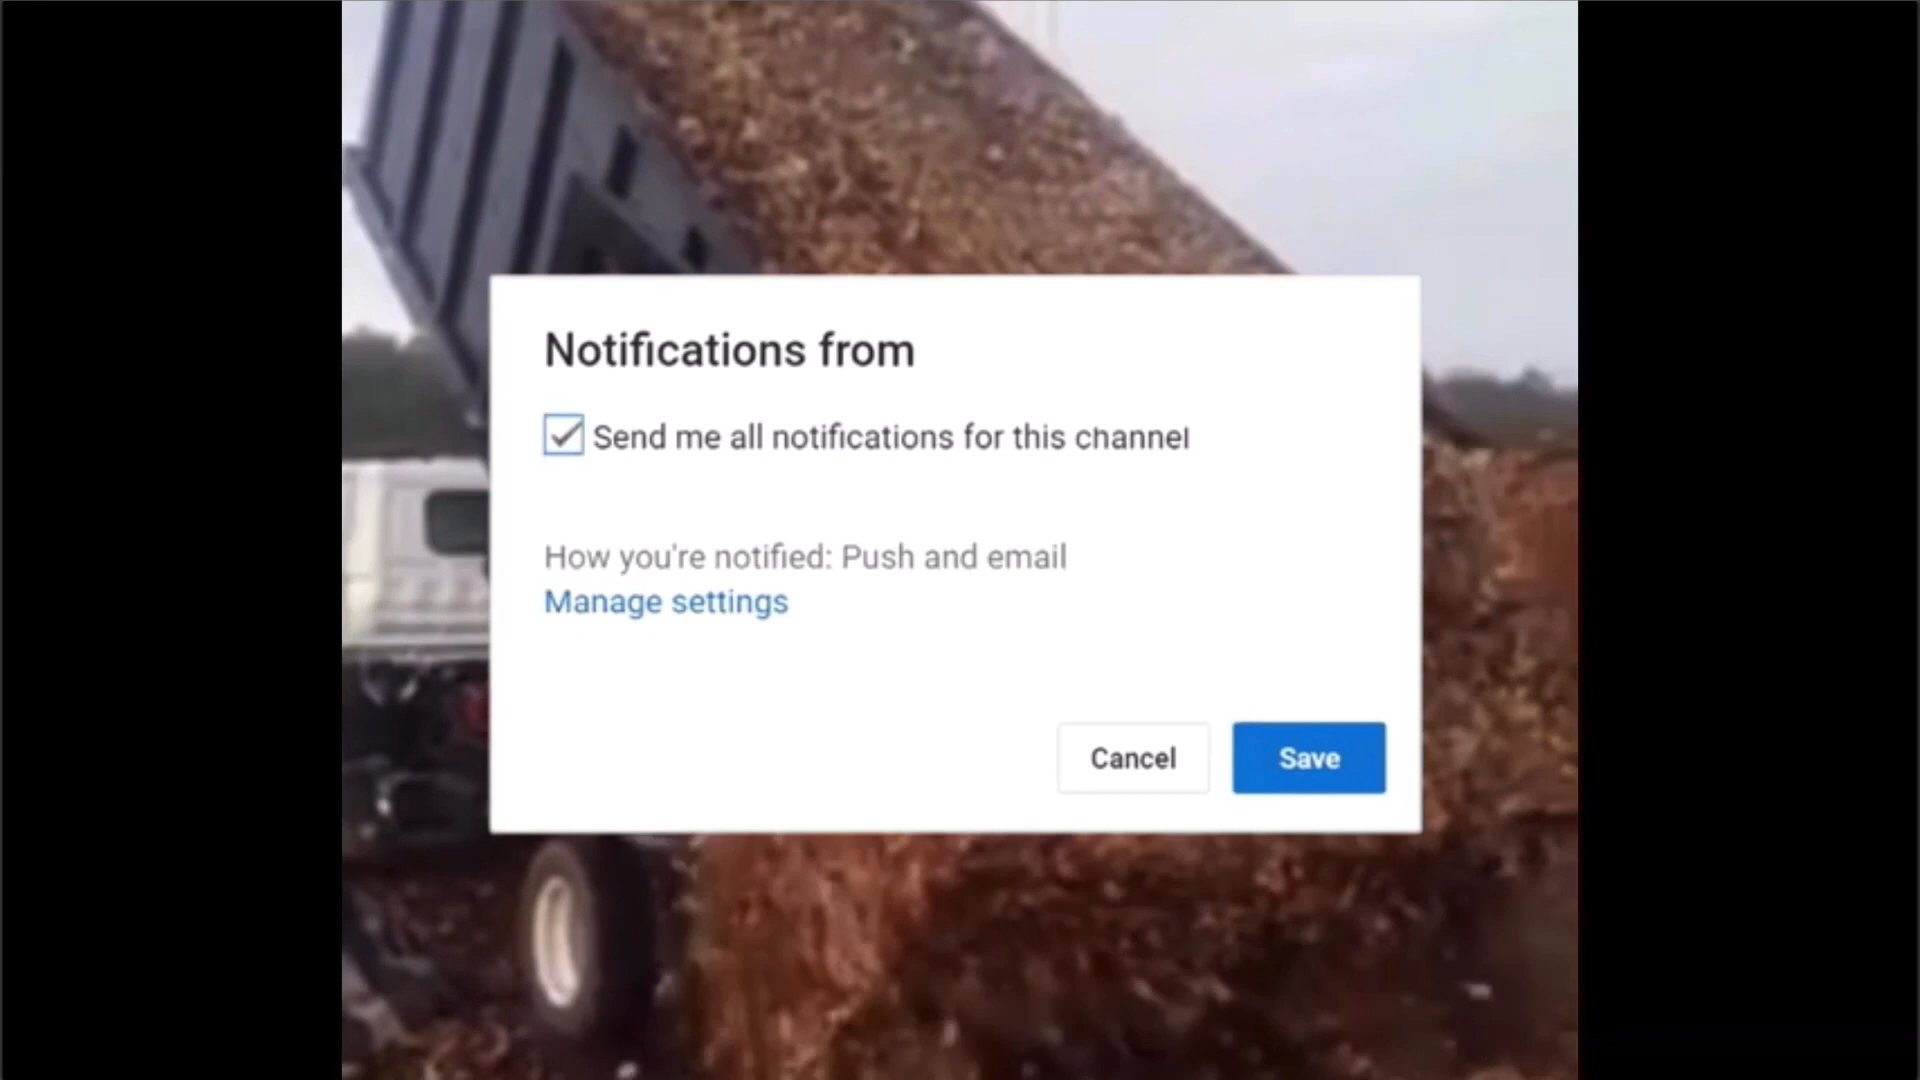 Notifications from
Send me all notifications for this channel
How you're notified: Push and email
Manage settings
Cancel
Save